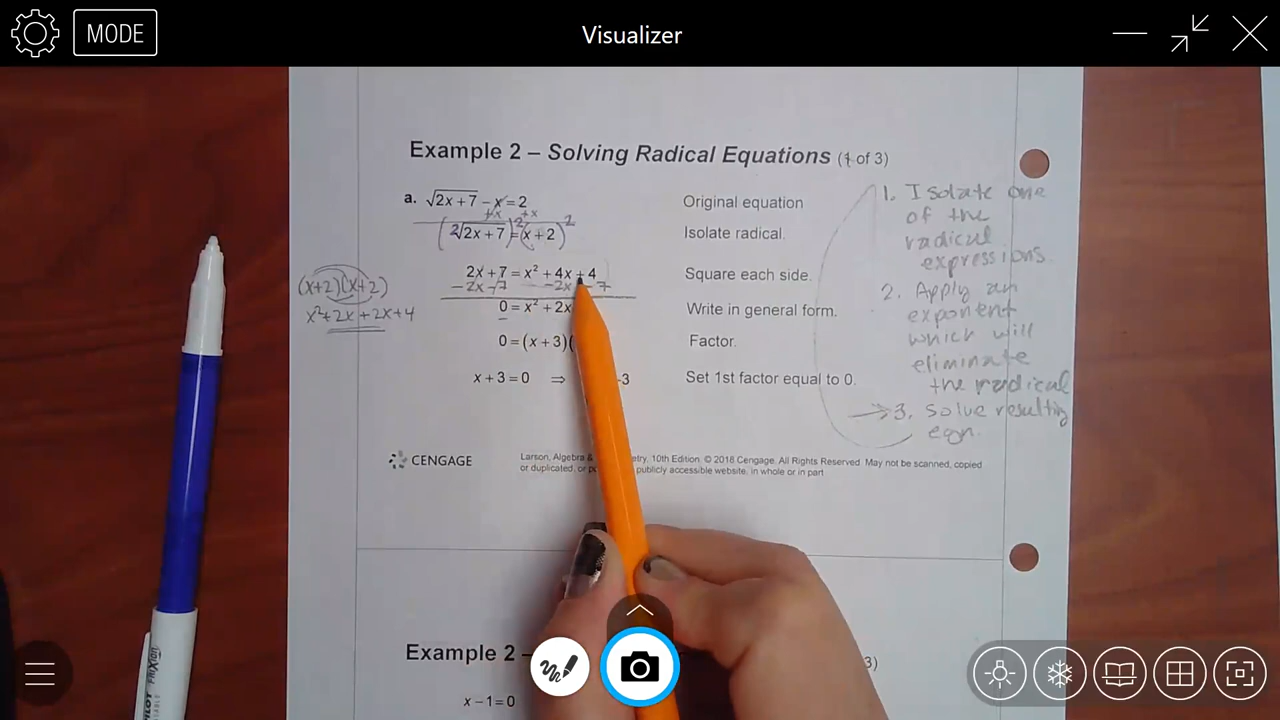 MODE
Visualizer
Example 2 – Solving Radical Equations (1 of 3)
a. √2x + 7 − x = 2
+x +x
Original equation
(²√2x + 7)² = (x + 2)²
Isolate radical.
2x + 7 = x² + 4x + 4
Square each side.
−2x −7 −2x −7
0 = x² + 2x
Write in general form.
0 = (x + 3)(
Factor.
x + 3 = 0 ⇒ -3
Set 1st factor equal to 0.
(x+2)(x+2)
x²+2x+2x+4
1. Isolate one
of the
radical
expressions.
2. Apply an
exponent
which will
eliminate
the radical
→3. Solve resulting
eqn.
CENGAGE
Larson, Algebra & etry, 10th Edition. © 2018 Cengage. All Rights Reserved. May not be scanned, copied
or duplicated, or po publicly accessible website, in whole or in part
Example 2 –
3)
x − 1 = 0
PILOT FRIXION